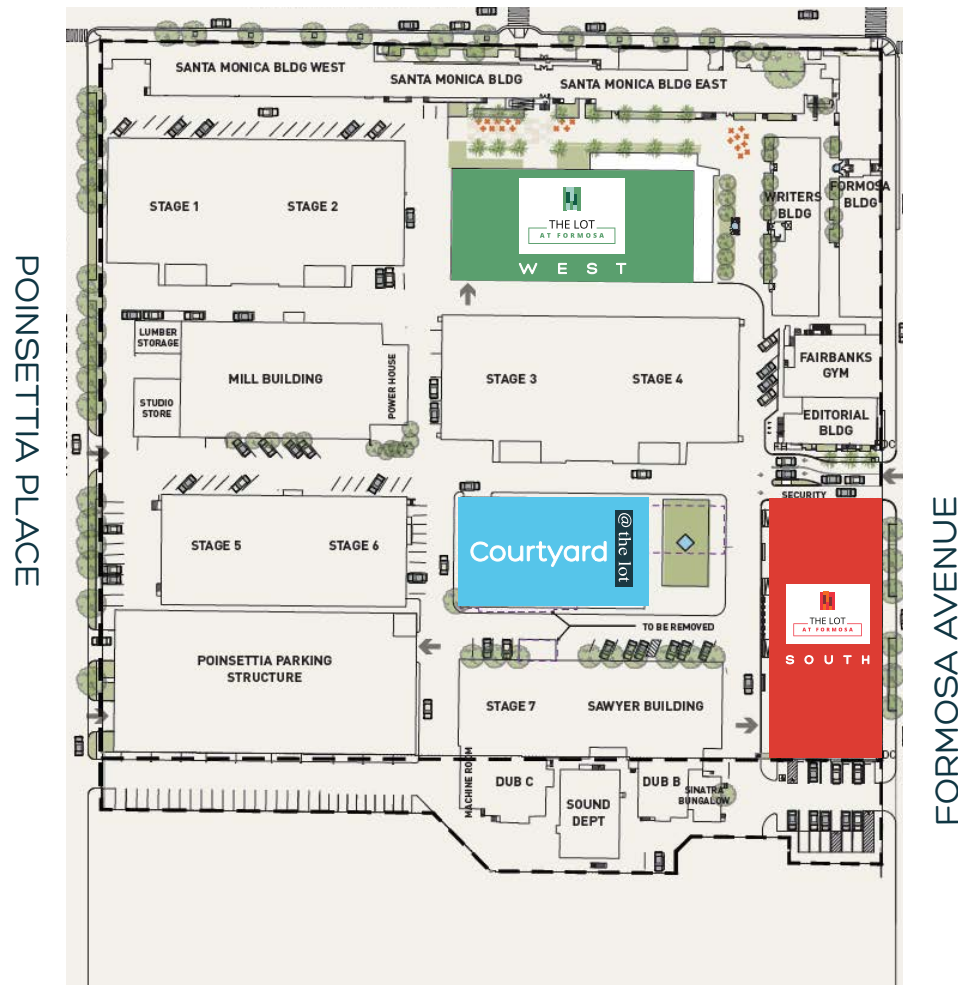 SANTA MONICA BLDG WEST
SANTA MONICA BLDG
SANTA MONICA BLDG EAST
STAGE 1
STAGE 2
THE LOT
AT FORMOSA
WEST
WRITERS
BLDG
FORMOSA
BLDG
POINSETTIA PLACE
LUMBER
STORAGE
MILL BUILDING
POWER HOUSE
STUDIO
STORE
STAGE 3
STAGE 4
FAIRBANKS
GYM
EDITORIAL
BLDG
SECURITY
STAGE 5
STAGE 6
Courtyard
@the lot
THE LOT
AT FORMOSA
SOUTH
FORMOSA AVENUE
TO BE REMOVED
POINSETTIA PARKING
STRUCTURE
STAGE 7
SAWYER BUILDING
MACHINE ROOM
DUB C
SOUND
DEPT
DUB B
SINATRA
BUNGALOW